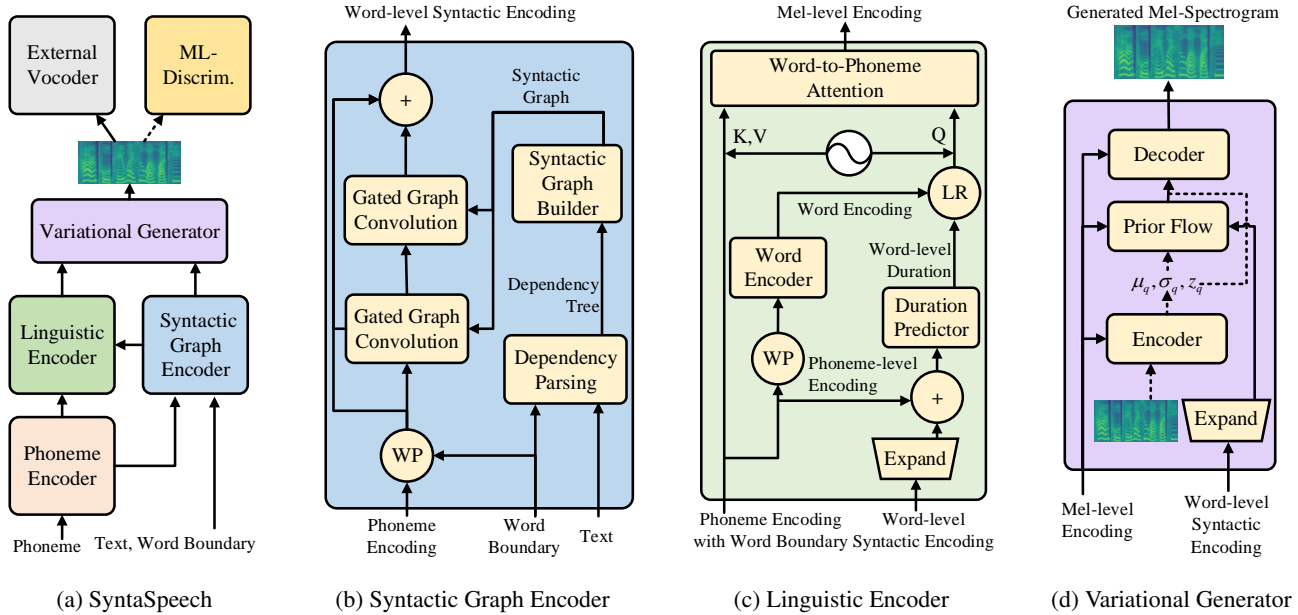 External
Vocoder
ML-
Discrim.
Variational Generator
Linguistic
Encoder
Syntactic
Graph
Encoder
Phoneme
Encoder
Phoneme
Text, Word Boundary
(a) SyntaSpeech
Word-level Syntactic Encoding
+
Syntactic
Graph
Gated Graph
Convolution
Syntactic
Graph
Builder
Dependency
Tree
Gated Graph
Convolution
Dependency
Parsing
WP
Phoneme
Encoding
Word
Boundary
Text
(b) Syntactic Graph Encoder
Mel-level Encoding
Word-to-Phoneme
Attention
K,V
Q
LR
Word Encoding
Word
Encoder
Word-level
Duration
Duration
Predictor
WP
Phoneme-level
Encoding
+
Expand
Phoneme Encoding
with Word Boundary
Word-level
Syntactic Encoding
(c) Linguistic Encoder
Generated Mel-Spectrogram
Decoder
Prior Flow
μq, σq, zq
Encoder
Expand
Mel-level
Encoding
Word-level
Syntactic
Encoding
(d) Variational Generator